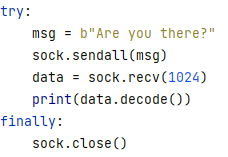 try:
    msg = b"Are you there?"
    sock.sendall(msg)
    data = sock.recv(1024)
    print(data.decode())
finally:
    sock.close()